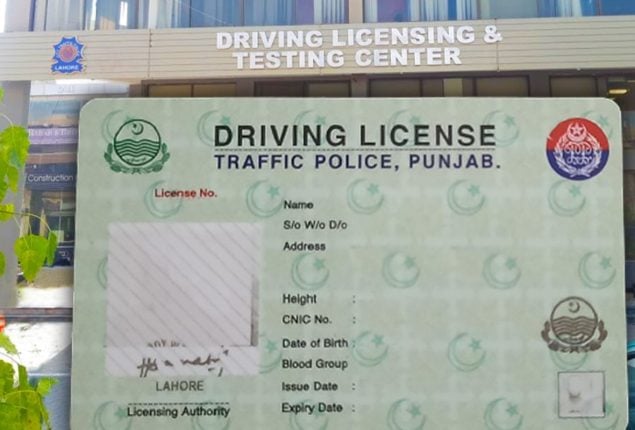 DRIVING LICENSING &
TESTING CENTER
LAHORE
DRIVING LICENSE
TRAFFIC POLICE, PUNJAB.
License No.
Name
S/o W/o D/o
Address
Height :
CNIC No. :
Date of Birth :
Blood Group
Issue Date :
Expiry Date :
LAHORE
Licensing Authority
Construction